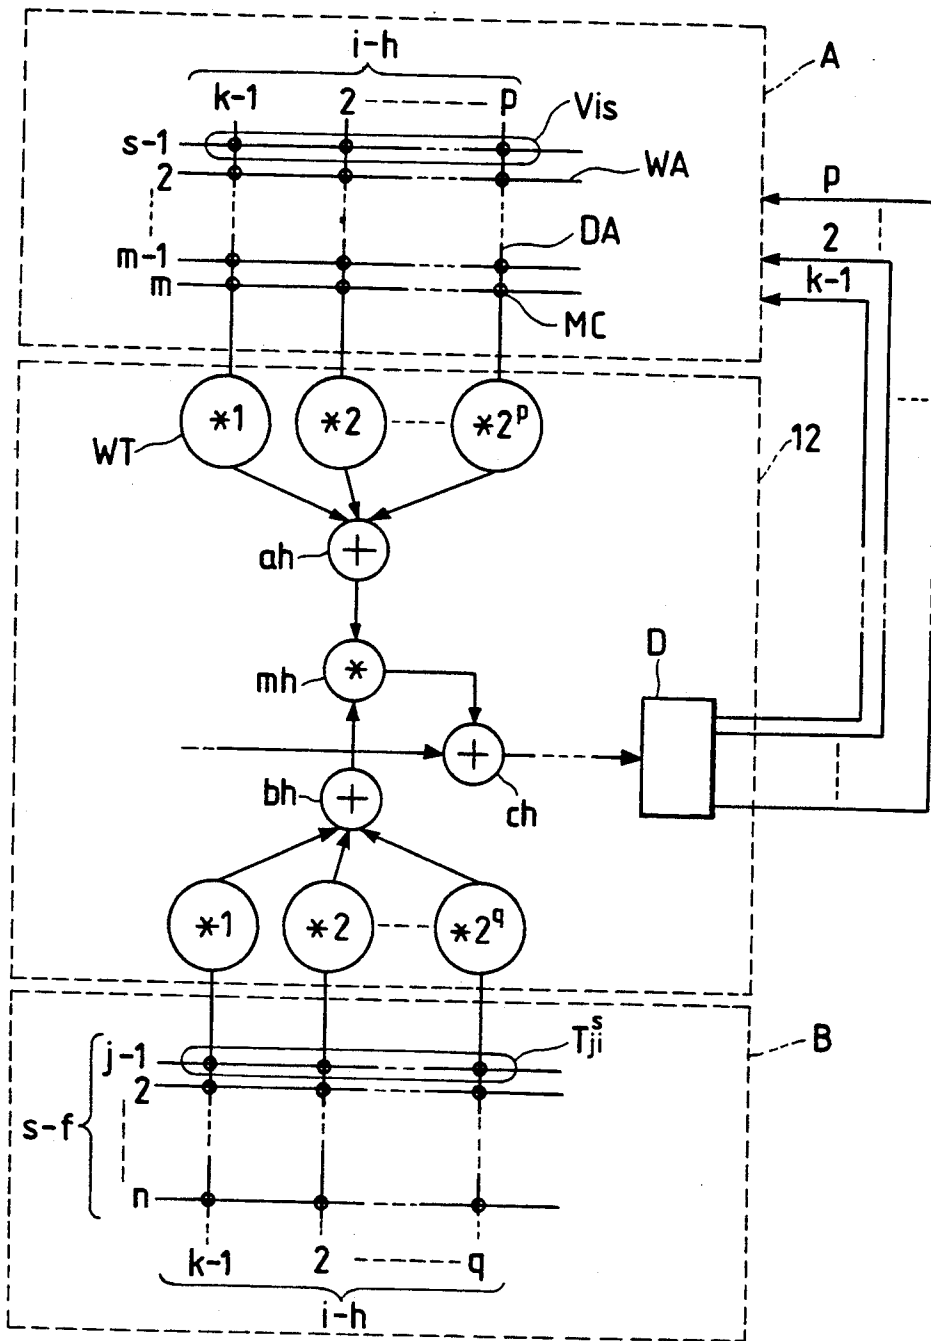 i-h
A
k-1 2 P
Vis
s-1
WA
2
P
DA
2
m-1
k-1
m
MC
*1 *2 *2^p
12
WT
ah
+
D
mh
*
+
bh
+
ch
*1 *2 *2^q
T_ji^s
B
j-1
2
s-f
n
k-1 2 q
i-h